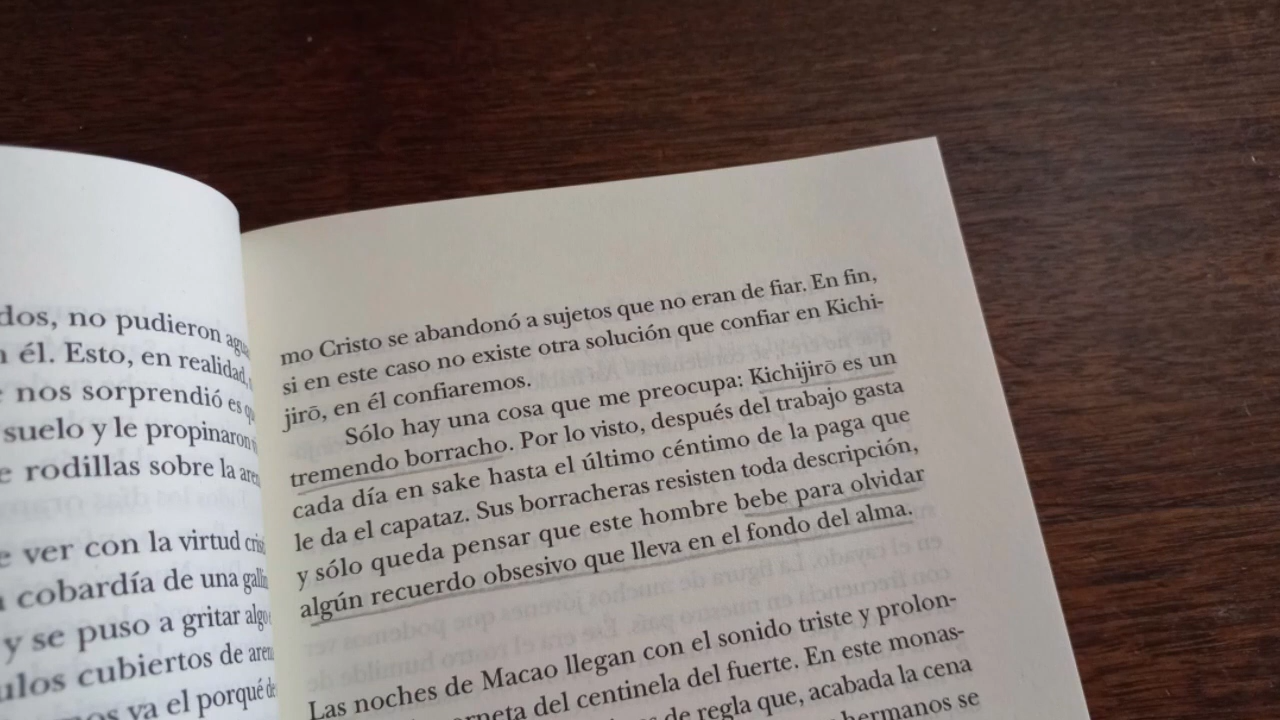 dos, no pudieron
él. Esto, en realidad,
nos sorprendió es
suelo y le propinaron
rodillas sobre la
ver con la virtud
cobardía de una
y se puso a gritar algo
ulos cubiertos de
ya el porqué
mo Cristo se abandonó a sujetos que no eran de fiar. En fin,
si en este caso no existe otra solución que confiar en Kichi-
jirō, en él confiaremos.
Sólo hay una cosa que me preocupa: Kichijirō es un
tremendo borracho. Por lo visto, después del trabajo gasta
cada día en sake hasta el último céntimo de la paga que
le da el capataz. Sus borracheras resisten toda descripción,
y sólo queda pensar que este hombre bebe para olvidar
algún recuerdo obsesivo que lleva en el fondo del alma.
Las noches de Macao llegan con el sonido triste y prolon-
del centinela del fuerte. En este monas-
de regla que, acabada la cena
hermanos se